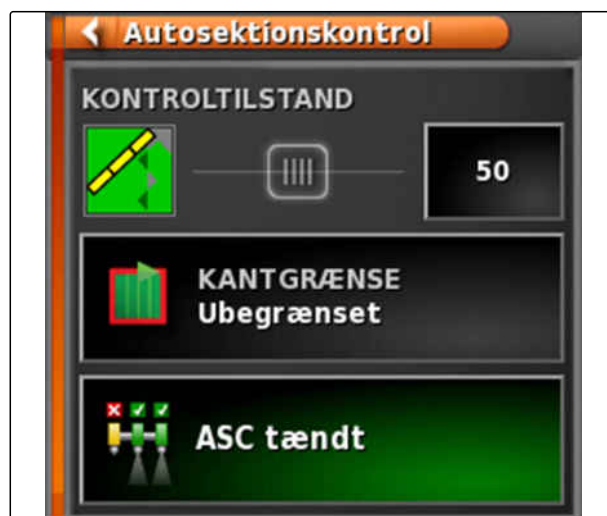 Autosektionskontrol
KONTROLTILSTAND
50
KANTGRÆNSE
Ubegrænset
ASC tændt